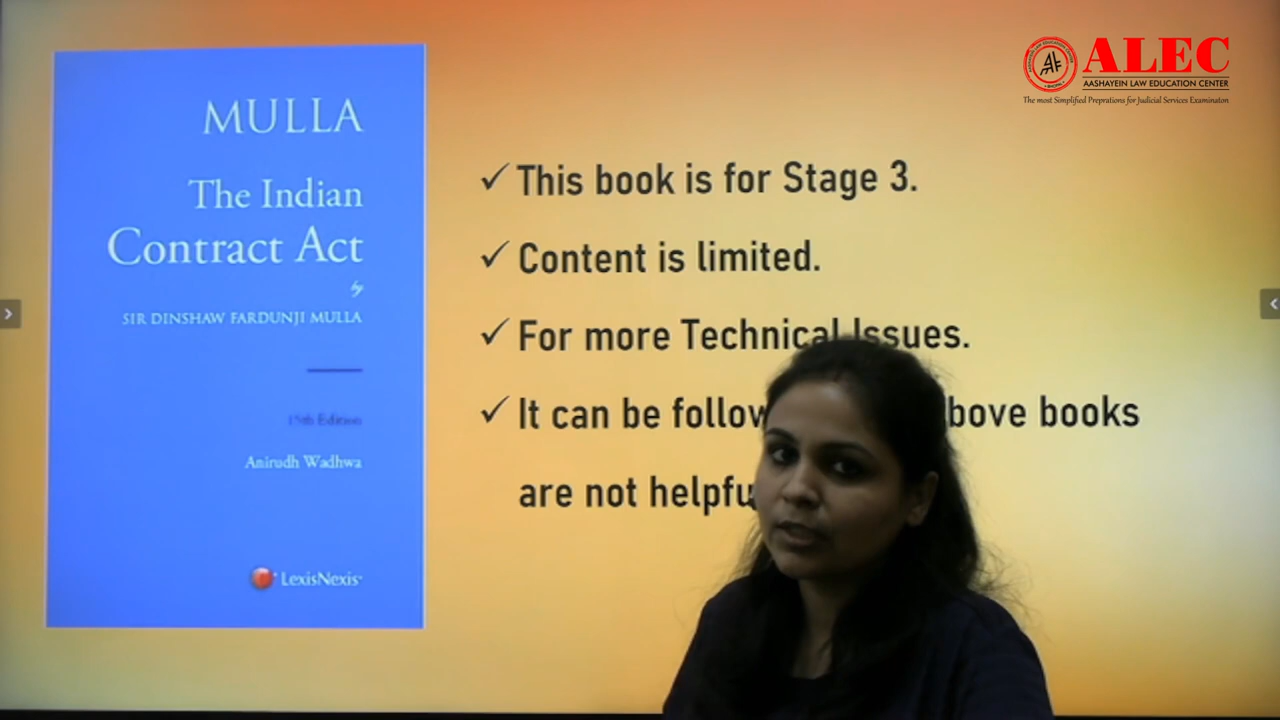 MULLA
The Indian
Contract Act
by
SIR DINSHAW FARDUNJI MULLA
15th Edition
Anirudh Wadhwa
LexisNexis
ALEC
AASHAYEIN LAW EDUCATION CENTER
The most Simplified Preprations for Judicial Services Examinaton
✓ This book is for Stage 3.
✓ Content is limited.
✓ For more Technical Issues.
✓ It can be follow bove books
are not helpfu